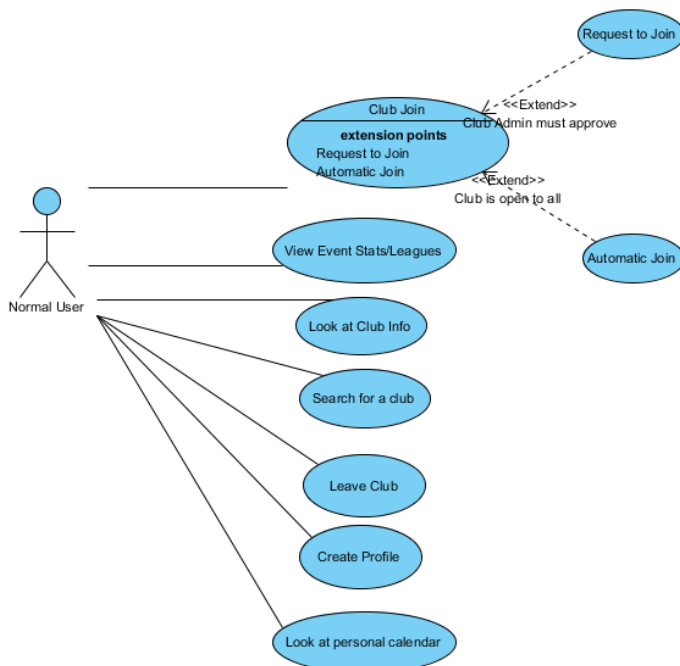 Request to Join
<<Extend>>
Club Admin must approve
Club Join
extension points
Request to Join
Automatic Join
<<Extend>>
Club is open to all
Automatic Join
View Event Stats/Leagues
Normal User
Look at Club Info
Search for a club
Leave Club
Create Profile
Look at personal calendar